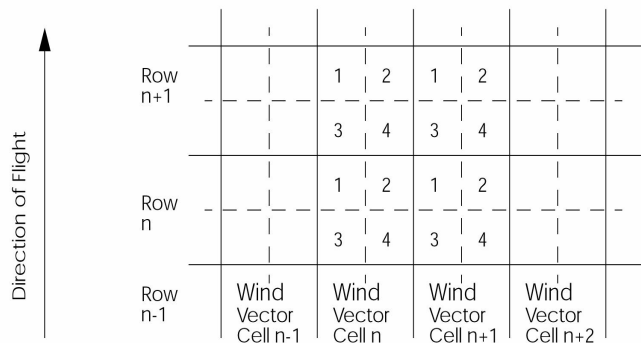 Direction of Flight
Row
n+1
1 2 1 2
3 4 3 4
Row
n
1 2 1 2
3 4 3 4
Row
n-1
Wind
Vector
Cell n-1
Wind
Vector
Cell n
Wind
Vector
Cell n+1
Wind
Vector
Cell n+2